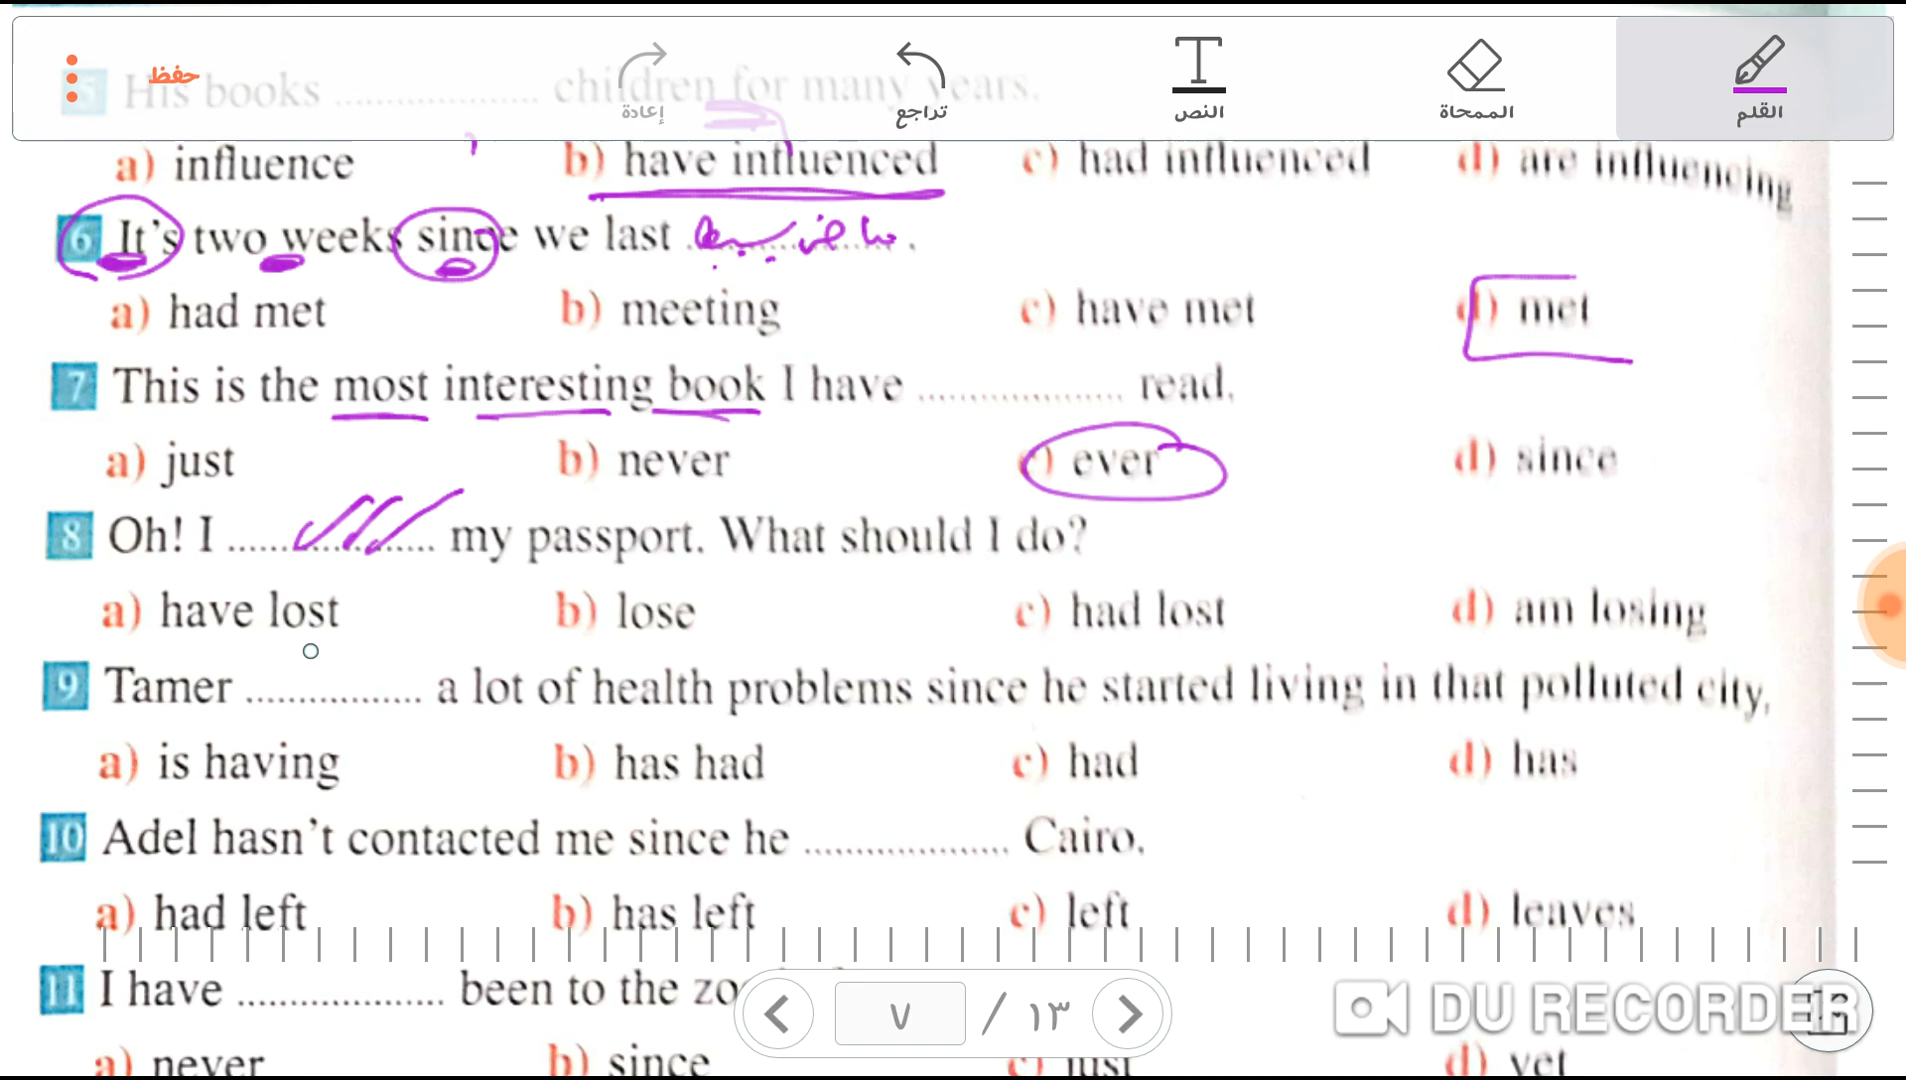 حفظ إعادة تراجع النص الممحاة القلم
5 His books .................... children for many years.
a) influence b) have influenced c) had influenced d) are influencing
6 It's two weeks since we last ماضي بسيط .
a) had met b) meeting c) have met d) met
7 This is the most interesting book I have .................... read.
a) just b) never c) ever d) since
8 Oh! I .................... my passport. What should I do?
a) have lost b) lose c) had lost d) am losing
9 Tamer ................. a lot of health problems since he started living in that polluted city.
a) is having b) has had c) had d) has
10 Adel hasn't contacted me since he .................... Cairo.
a) had left b) has left c) left d) leaves
11 I have .................... been to the zo
a) never b) since c) just d) yet
٧ / ١٣
DU RECORDER